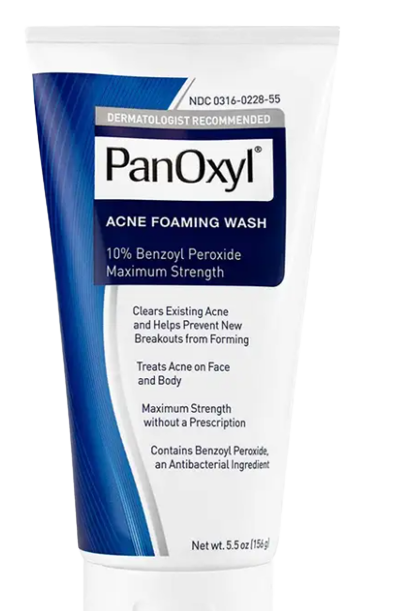 NDC 0316-0228-55
DERMATOLOGIST RECOMMENDED
PanOxyl®
ACNE FOAMING WASH
10% Benzoyl Peroxide
Maximum Strength
Clears Existing Acne
and Helps Prevent New
Breakouts from Forming
Treats Acne on Face
and Body
Maximum Strength
without a Prescription
Contains Benzoyl Peroxide,
an Antibacterial Ingredient
Net wt. 5.5 oz (156g)